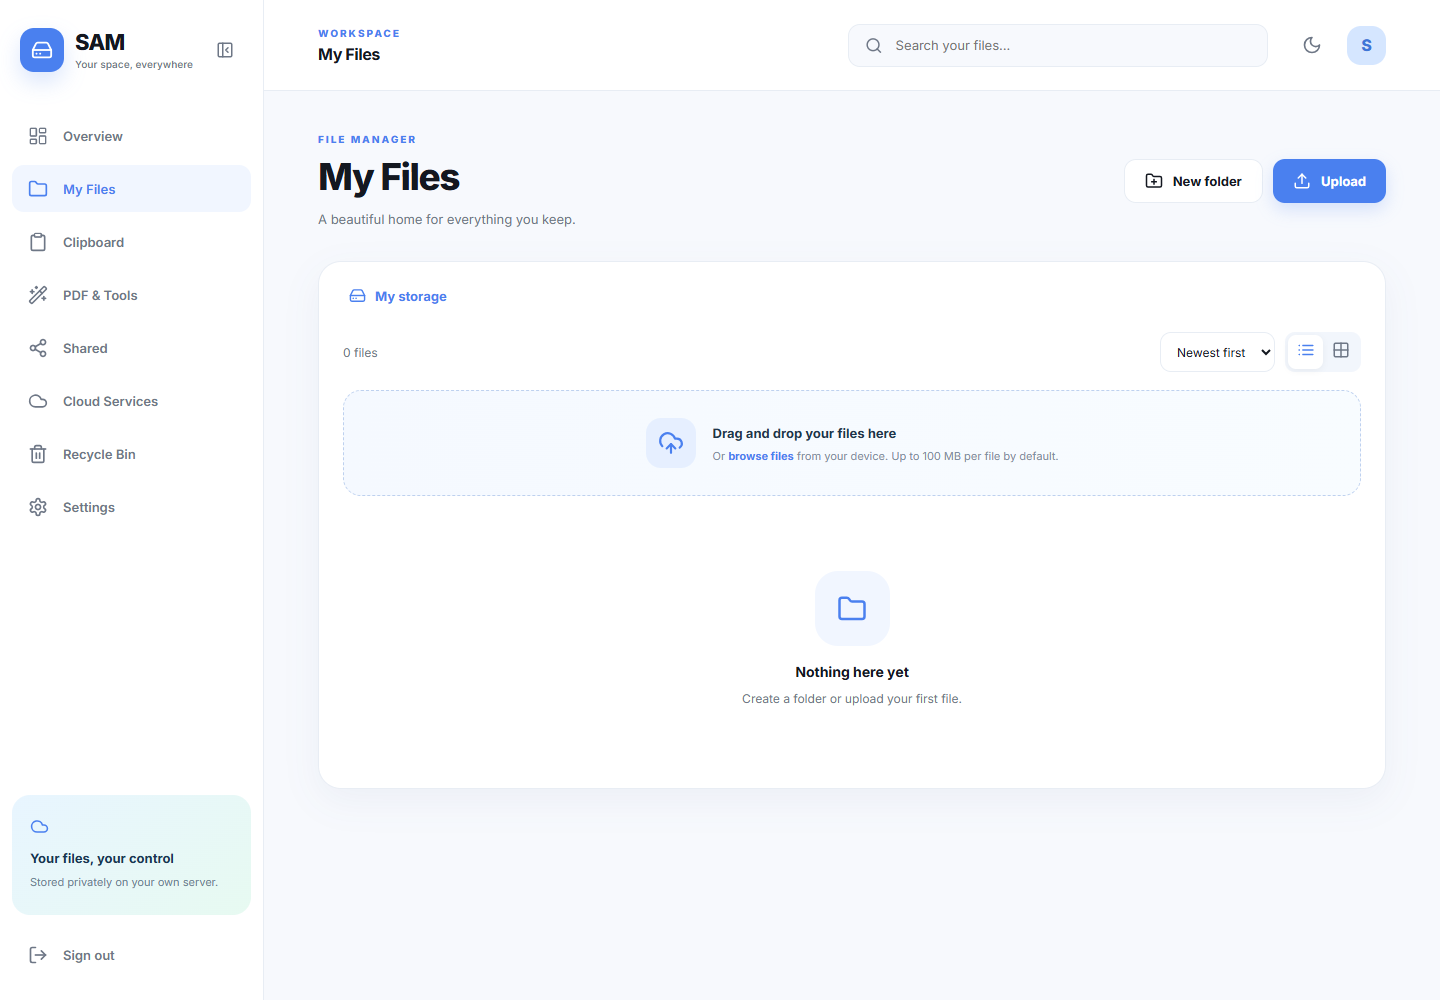 SAM
Your space, everywhere
Overview
My Files
Clipboard
PDF & Tools
Shared
Cloud Services
Recycle Bin
Settings
Your files, your control
Stored privately on your own server.
Sign out
WORKSPACE
My Files
Search your files...
S
FILE MANAGER
My Files
A beautiful home for everything you keep.
New folder
Upload
My storage
0 files
Newest first
Drag and drop your files here
Or browse files from your device. Up to 100 MB per file by default.
Nothing here yet
Create a folder or upload your first file.